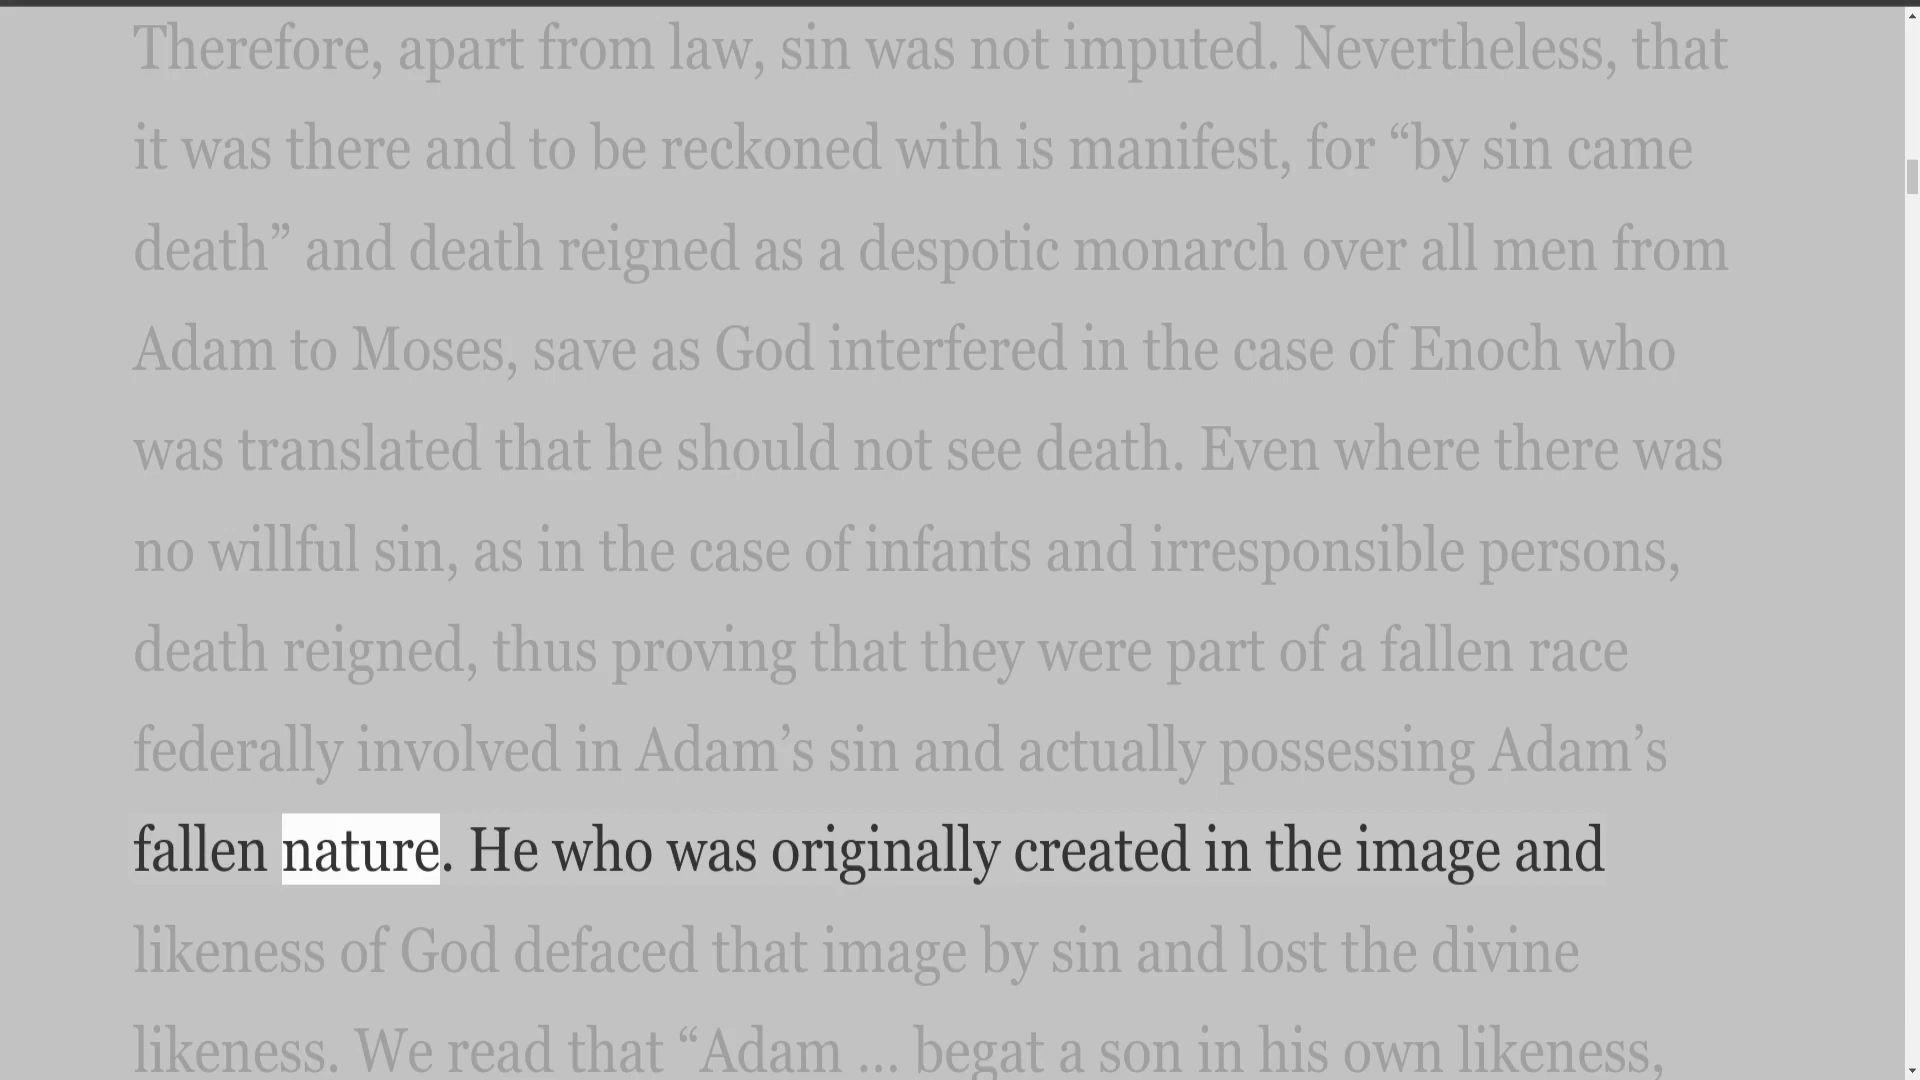 Therefore, apart from law, sin was not imputed. Nevertheless, that
it was there and to be reckoned with is manifest, for “by sin came
death” and death reigned as a despotic monarch over all men from
Adam to Moses, save as God interfered in the case of Enoch who
was translated that he should not see death. Even where there was
no willful sin, as in the case of infants and irresponsible persons,
death reigned, thus proving that they were part of a fallen race
federally involved in Adam’s sin and actually possessing Adam’s
fallen nature. He who was originally created in the image and
likeness of God defaced that image by sin and lost the divine
likeness. We read that “Adam ... begat a son in his own likeness,